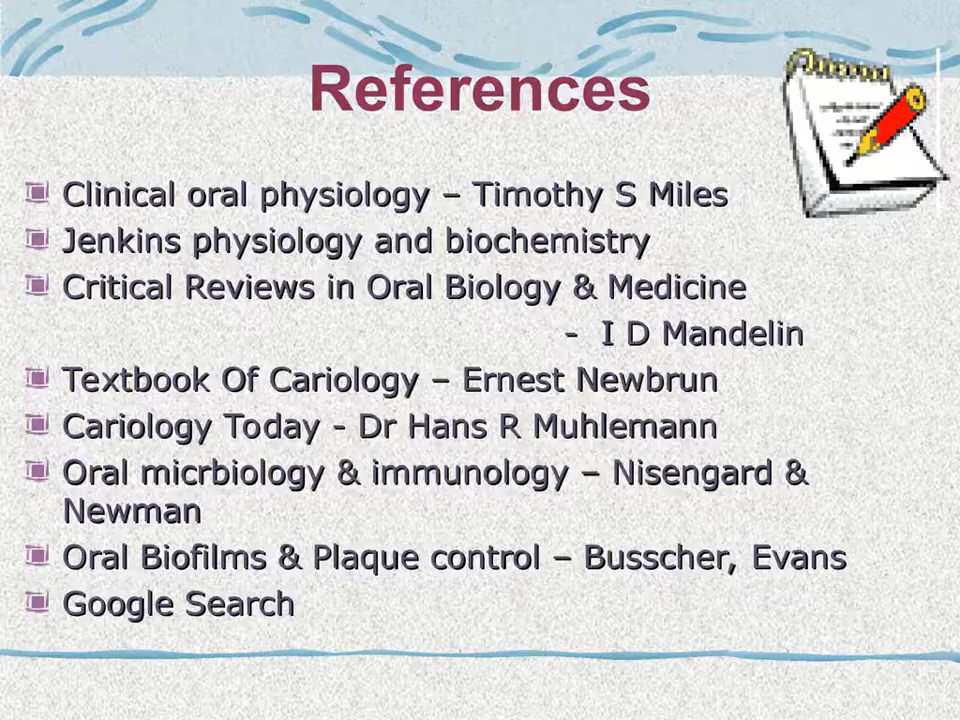 References
Clinical oral physiology – Timothy S Miles
Jenkins physiology and biochemistry
Critical Reviews in Oral Biology & Medicine
- I D Mandelin
Textbook Of Cariology – Ernest Newbrun
Cariology Today - Dr Hans R Muhlemann
Oral micrbiology & immunology – Nisengard &
Newman
Oral Biofilms & Plaque control – Busscher, Evans
Google Search